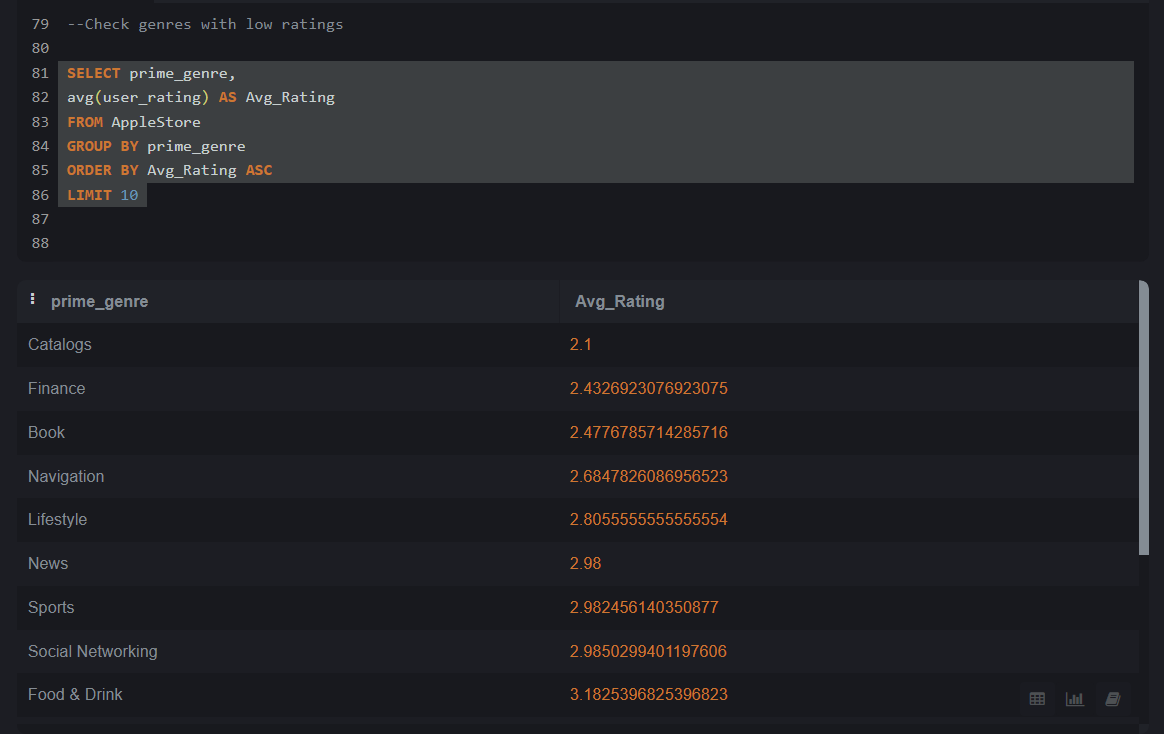 79 --Check genres with low ratings
80
81 SELECT prime_genre,
82 avg(user_rating) AS Avg_Rating
83 FROM AppleStore
84 GROUP BY prime_genre
85 ORDER BY Avg_Rating ASC
86 LIMIT 10
87
88
prime_genre Avg_Rating
Catalogs 2.1
Finance 2.4326923076923075
Book 2.4776785714285716
Navigation 2.6847826086956523
Lifestyle 2.8055555555555554
News 2.98
Sports 2.982456140350877
Social Networking 2.9850299401197606
Food & Drink 3.1825396825396823